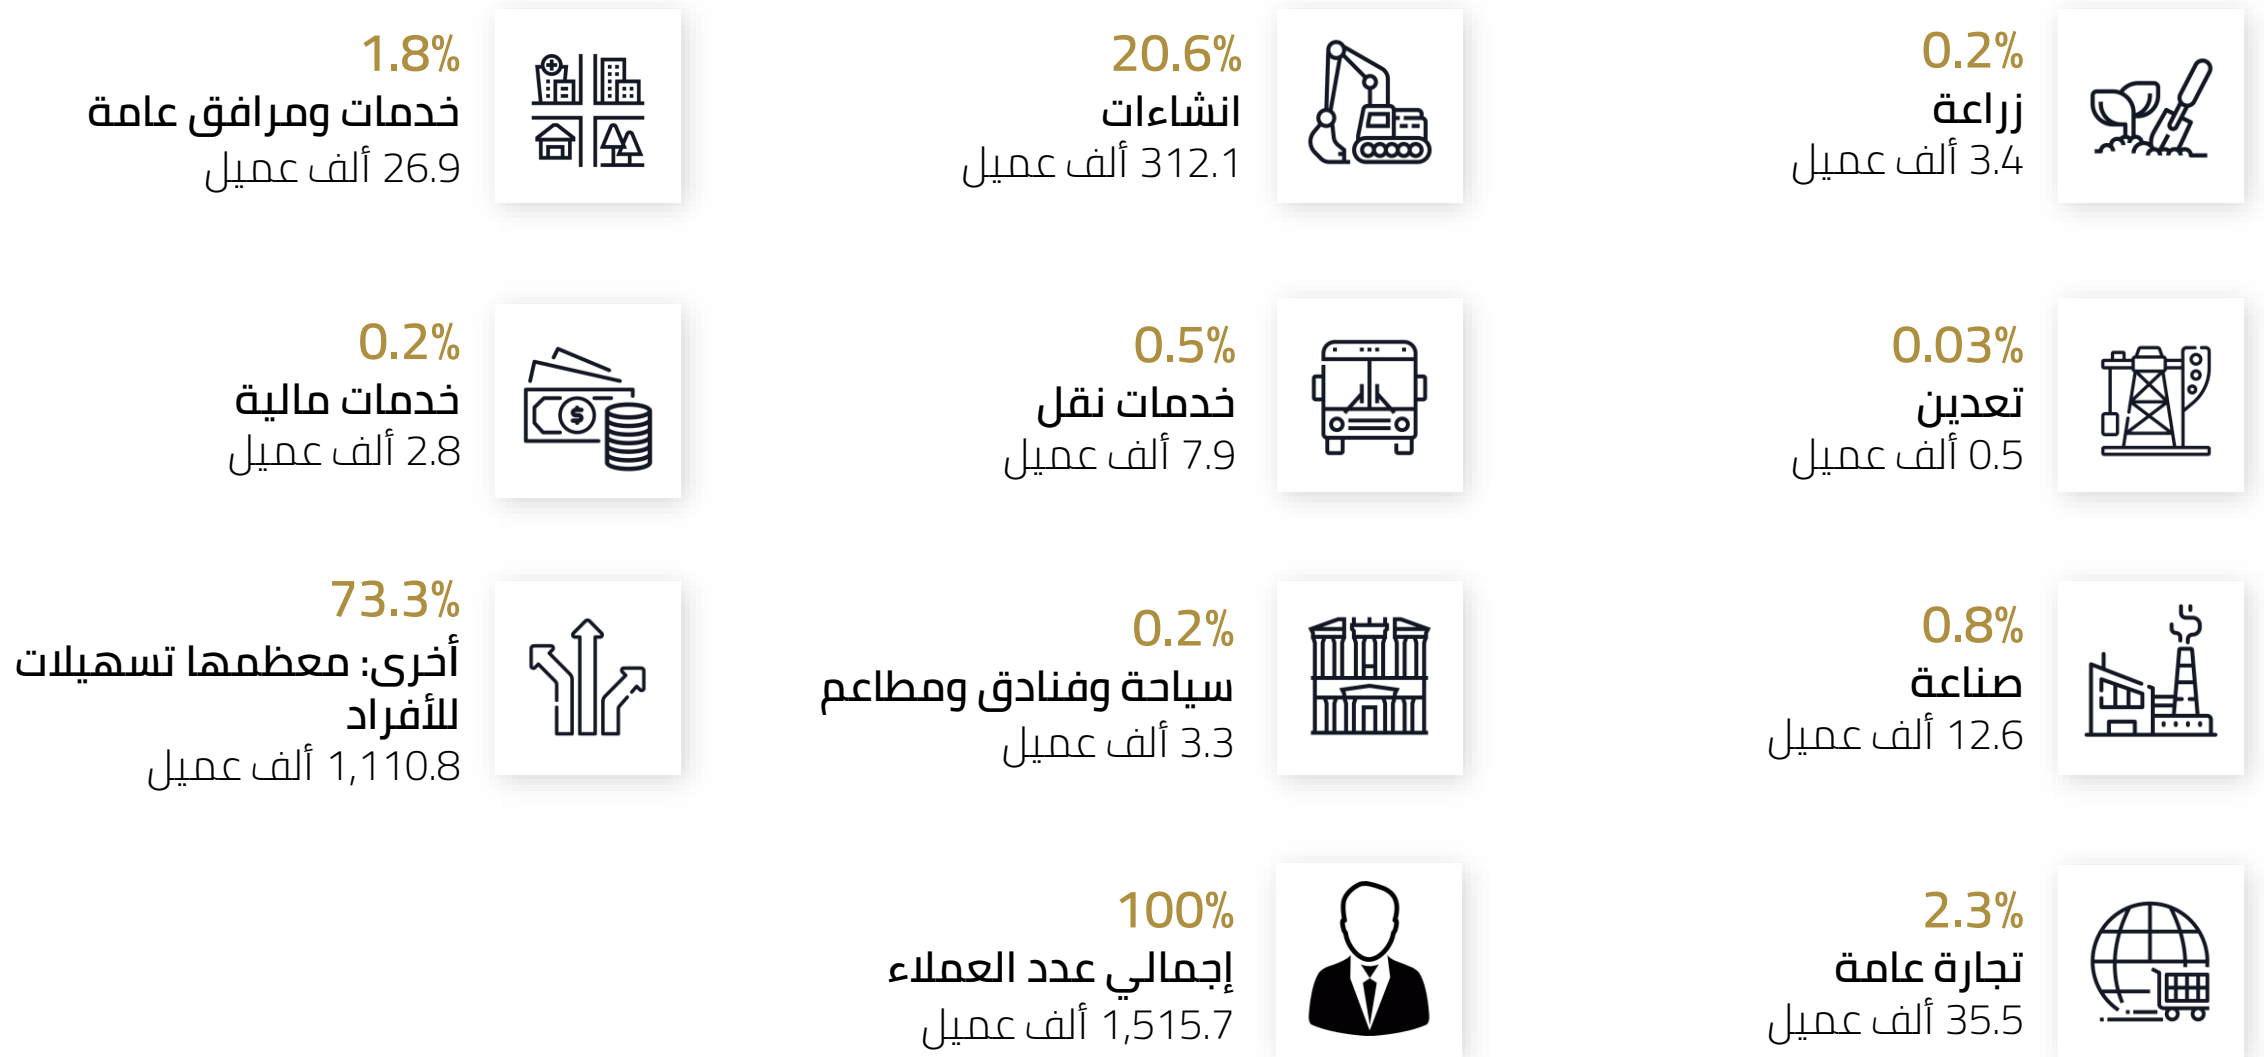 0.2%
زراعة
3.4 ألف عميل
0.03%
تعدين
0.5 ألف عميل
0.8%
صناعة
12.6 ألف عميل
2.3%
تجارة عامة
35.5 ألف عميل
20.6%
انشاءات
312.1 ألف عميل
0.5%
خدمات نقل
7.9 ألف عميل
0.2%
سياحة وفنادق ومطاعم
3.3 ألف عميل
100%
إجمالي عدد العملاء
1,515.7 ألف عميل
1.8%
خدمات ومرافق عامة
26.9 ألف عميل
0.2%
خدمات مالية
2.8 ألف عميل
73.3%
أخرى: معظمها تسهيلات
للأفراد
1,110.8 ألف عميل